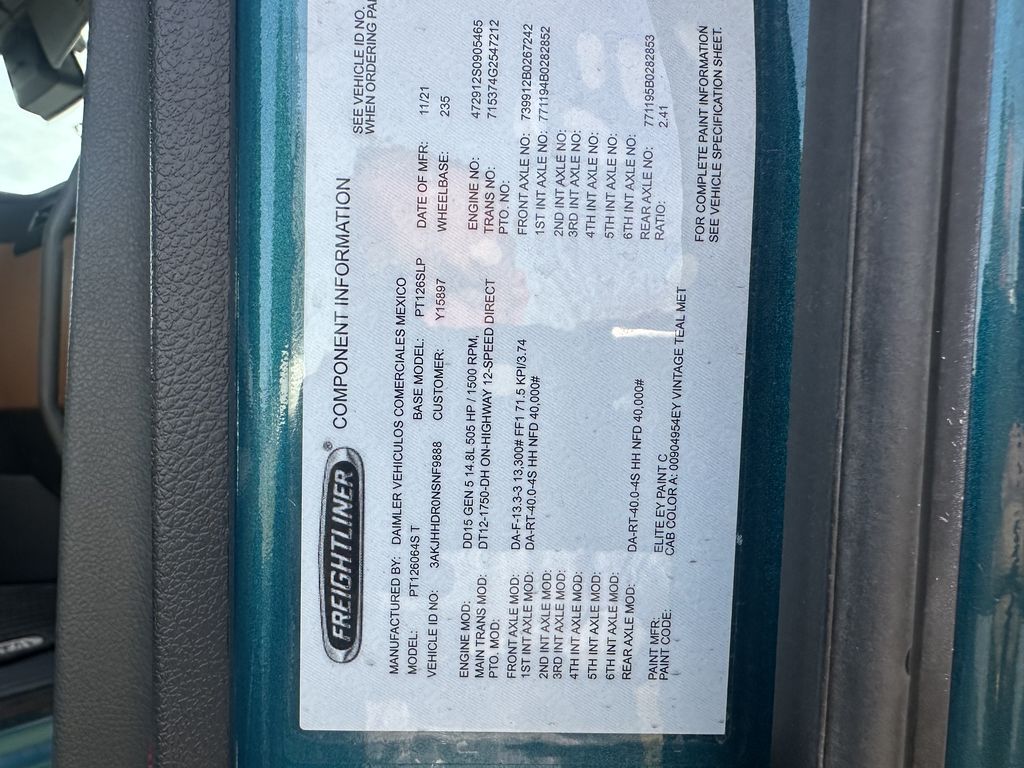 FREIGHTLINER ® COMPONENT INFORMATION
SEE VEHICLE ID NO.
WHEN ORDERING
MANUFACTURED BY: DAIMLER VEHICULOS COMERCIALES MEXICO
MODEL: PT126064S T BASE MODEL: PT126SLP DATE OF MFR: 11/21
VEHICLE ID NO: 3AKJHHDR0NSNF9888 CUSTOMER: Y15897 WHEELBASE: 235
ENGINE MOD: DD15 GEN 5 14.8L 505 HP / 1500 RPM, ENGINE NO: 472912S0905465
MAIN TRANS MOD: DT12-1750-DH ON-HIGHWAY 12-SPEED DIRECT TRANS NO: 715374G2547212
PTO. MOD: PTO. NO:
FRONT AXLE MOD: DA-F-13.3-3 13,300# FF1 71.5 KPI/3.74 FRONT AXLE NO: 739912B0267242
1ST INT AXLE MOD: DA-RT-40.0-4S HH NFD 40,000# 1ST INT AXLE NO: 771194B0282852
2ND INT AXLE MOD: 2ND INT AXLE NO:
3RD INT AXLE MOD: 3RD INT AXLE NO:
4TH INT AXLE MOD: 4TH INT AXLE NO:
5TH INT AXLE MOD: 5TH INT AXLE NO:
6TH INT AXLE MOD: 6TH INT AXLE NO:
REAR AXLE MOD: DA-RT-40.0-4S HH NFD 40,000# REAR AXLE NO: 771195B0282853
RATIO: 2.41
PAINT MFR: ELITE EY PAINT C
PAINT CODE: CAB COLOR A: 00904954EY VINTAGE TEAL MET
FOR COMPLETE PAINT INFORMATION
SEE VEHICLE SPECIFICATION SHEET.